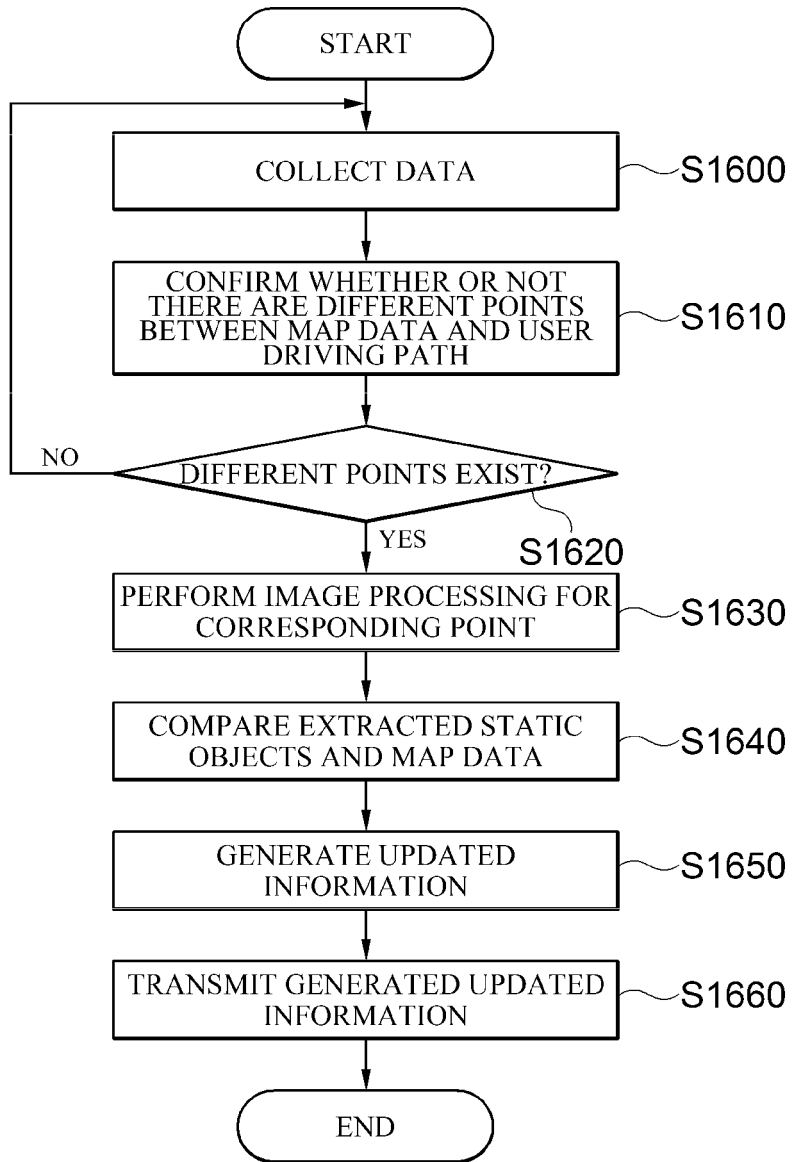 START
COLLECT DATA
S1600
CONFIRM WHETHER OR NOT
THERE ARE DIFFERENT POINTS
BETWEEN MAP DATA AND USER
DRIVING PATH
S1610
NO
DIFFERENT POINTS EXIST?
S1620
YES
PERFORM IMAGE PROCESSING FOR
CORRESPONDING POINT
S1630
COMPARE EXTRACTED STATIC
OBJECTS AND MAP DATA
S1640
GENERATE UPDATED
INFORMATION
S1650
TRANSMIT GENERATED UPDATED
INFORMATION
S1660
END